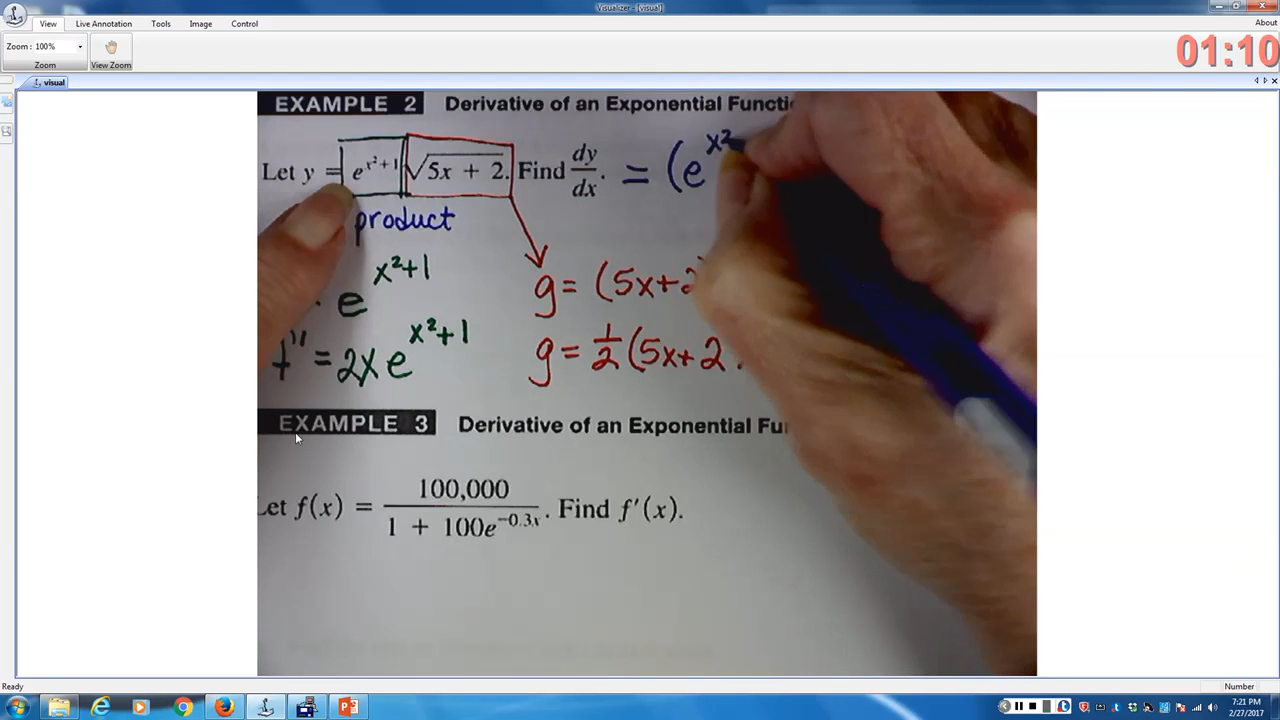 Visualizer - [visual]
View Live Annotation Tools Image Control About
Zoom : 100%
Zoom View Zoom
01:10
visual
EXAMPLE 2 Derivative of an Exponential Functi
Let y = e^{x²+1} √(5x + 2). Find dy/dx. = (e^{x²
product
e^{x²+1} g = (5x+2
= 2x e^{x²+1} g = 1/2 (5x+2
EXAMPLE 3 Derivative of an Exponential Fu
Let f(x) = 100,000 / (1 + 100e^{−0.3x}). Find f′(x).
Ready Number
7:21 PM
2/27/2017